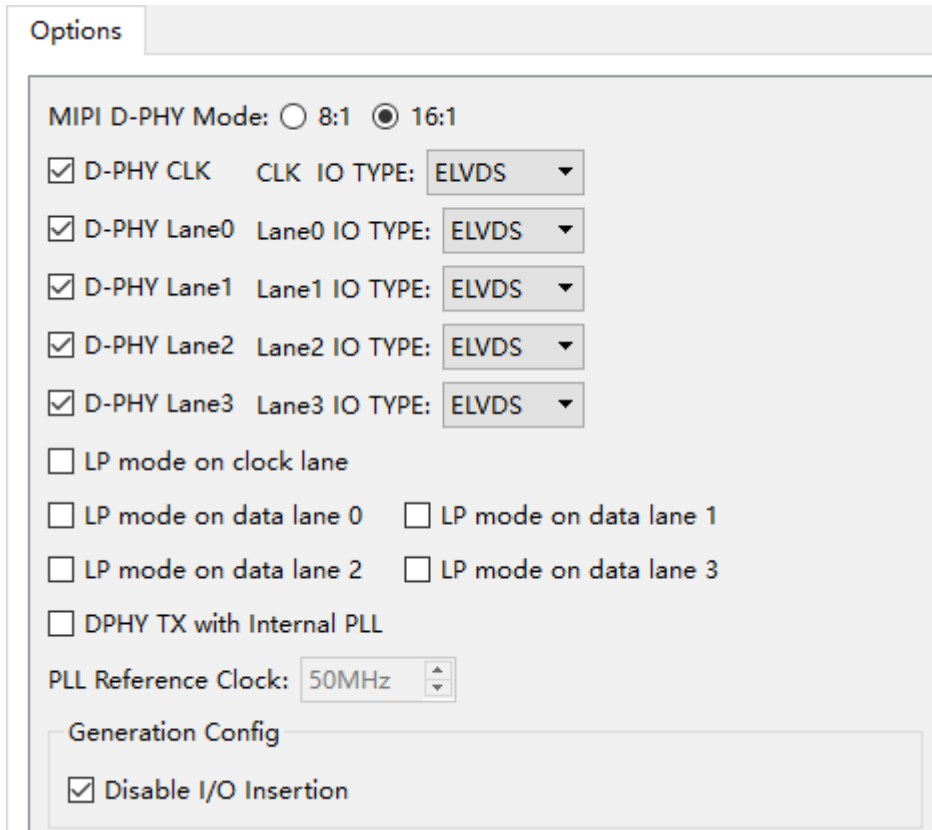 Options
MIPI D-PHY Mode: 8:1 16:1
D-PHY CLK CLK IO TYPE: ELVDS
D-PHY Lane0 Lane0 IO TYPE: ELVDS
D-PHY Lane1 Lane1 IO TYPE: ELVDS
D-PHY Lane2 Lane2 IO TYPE: ELVDS
D-PHY Lane3 Lane3 IO TYPE: ELVDS
LP mode on clock lane
LP mode on data lane 0 LP mode on data lane 1
LP mode on data lane 2 LP mode on data lane 3
DPHY TX with Internal PLL
PLL Reference Clock: 50MHz
Generation Config
Disable I/O Insertion